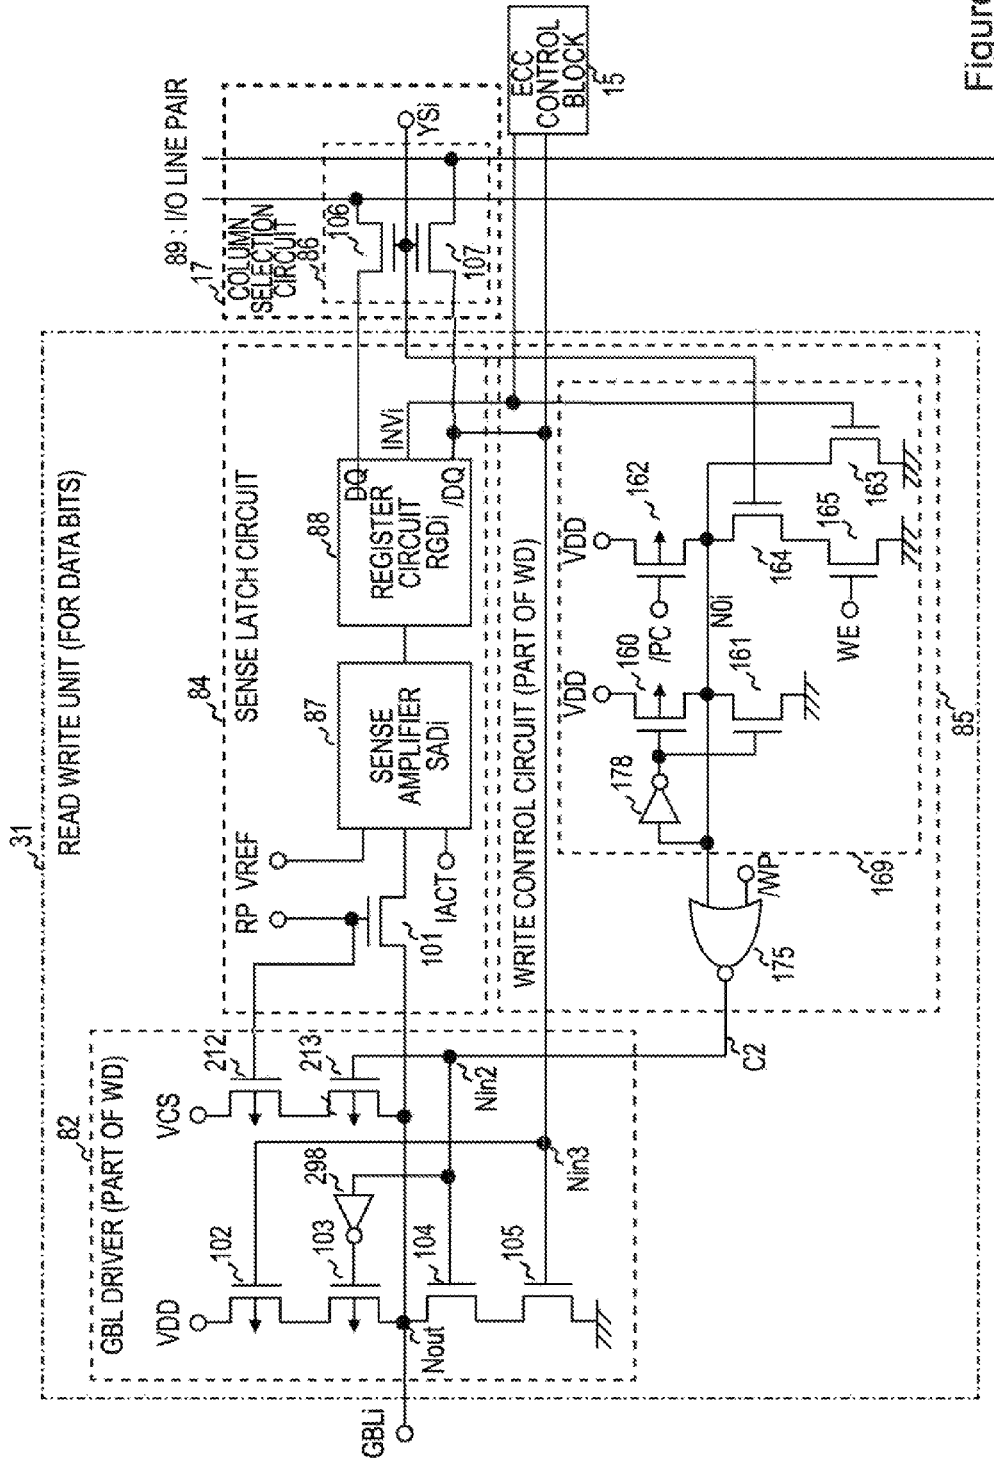 Figure
31
READ WRITE UNIT (FOR DATA BITS)
82
GBL DRIVER (PART OF WD)
VDD
102
103
298
104
105
Nout
GBLi
VCS
212
213
Nin2
Nin3
C2
84
SENSE LATCH CIRCUIT
RP
VREF
101
IACT
87
SENSE
AMPLIFIER
SADi
88
REGISTER
CIRCUIT
RGDi
DQ
INVi
/DQ
89 : I/O LINE PAIR
17
COLUMN
SELECTION
CIRCUIT
86
106
107
YSi
ECC
CONTROL
BLOCK
15
WRITE CONTROL CIRCUIT (PART OF WD)
85
169
175
/WP
178
VDD
160
161
N0i
VDD
/PC
162
164
WE
165
163